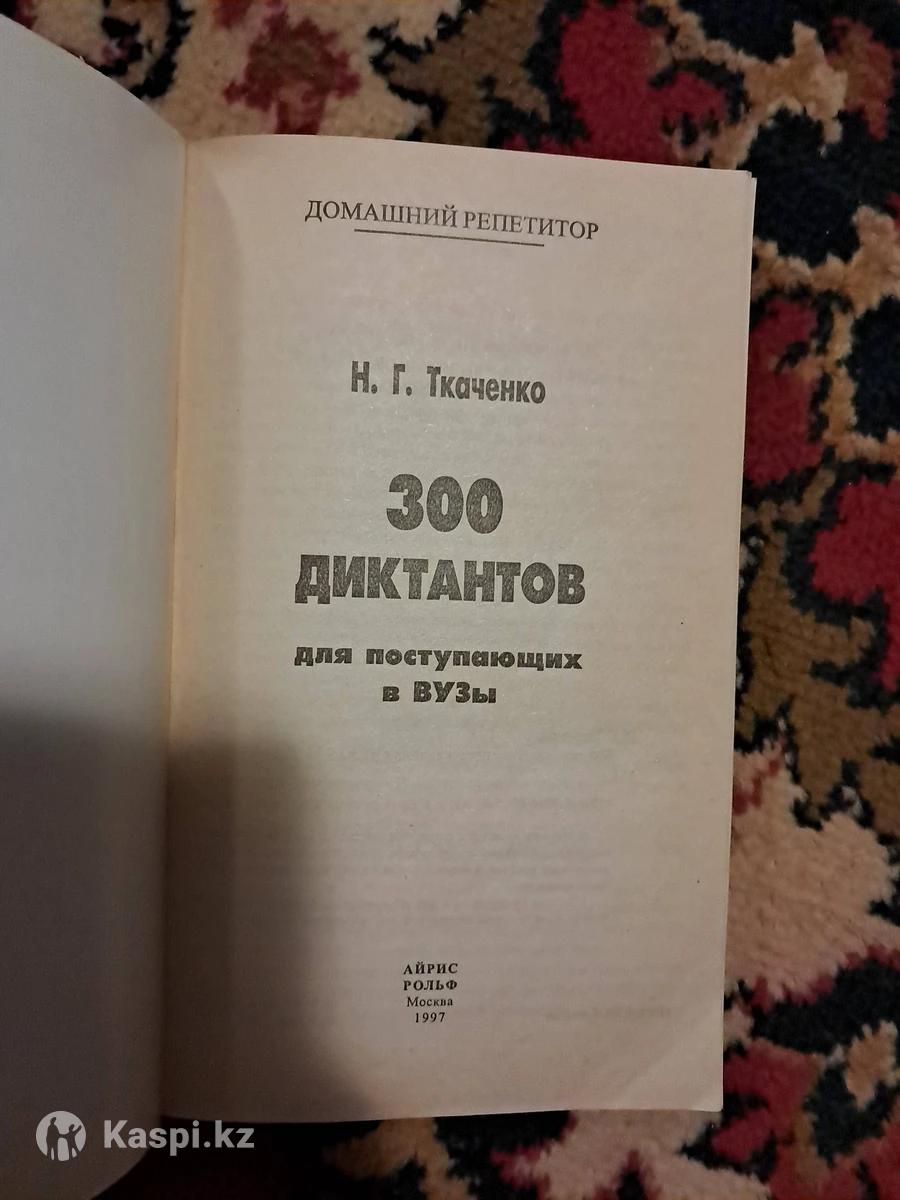 ДОМАШНИЙ РЕПЕТИТОР
Н. Г. Ткаченко
300
ДИКТАНТОВ
для поступающих
в ВУЗы
АЙРИС
РОЛЬФ
Москва
1997
Kaspi.kz